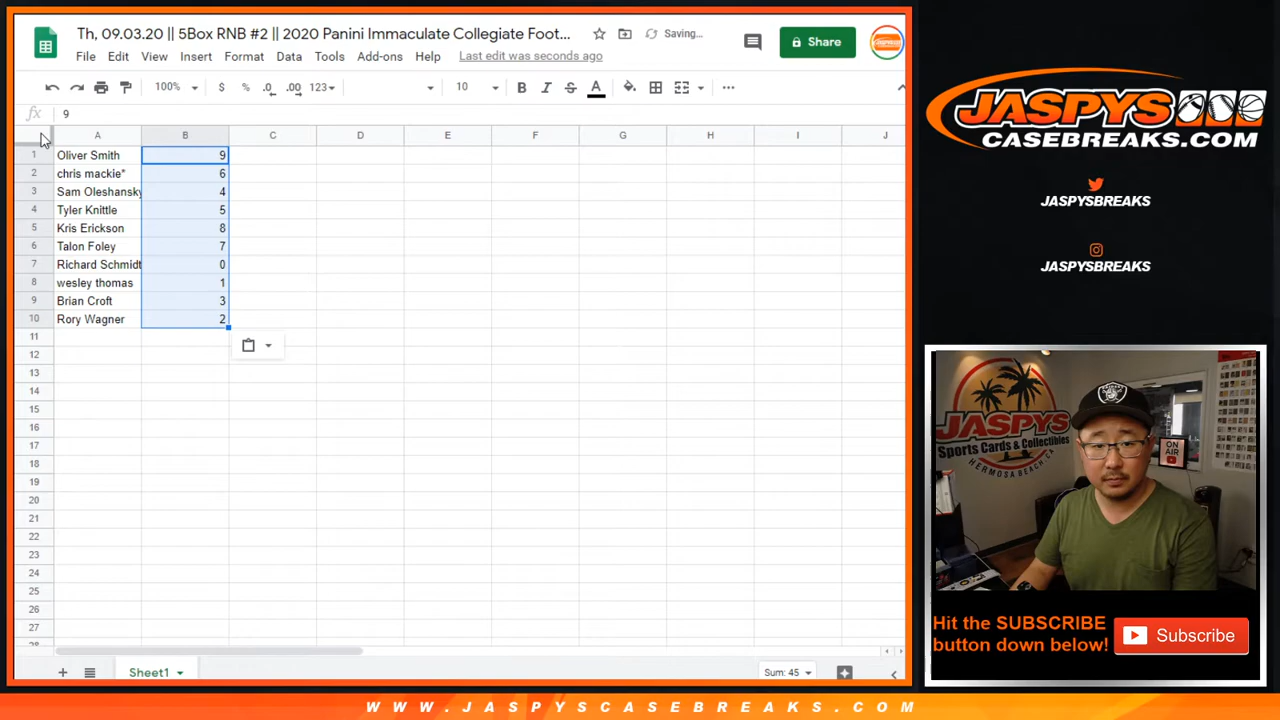 Th, 09.03.20 || 5Box RNB #2 || 2020 Panini Immaculate Collegiate Foot...
Saving...
Share
File Edit View Insert Format Data Tools Add-ons Help Last edit was seconds ago
100% $ % .0 .00 123 10 B I S A ...
fx 9
A B C D E F G H I J
1 Oliver Smith 9
2 chris mackie* 6
3 Sam Oleshansky 4
4 Tyler Knittle 5
5 Kris Erickson 8
6 Talon Foley 7
7 Richard Schmidt 0
8 wesley thomas 1
9 Brian Croft 3
10 Rory Wagner 2
11
12
13
14
15
16
17
18
19
20
21
22
23
24
25
26
27
28
+ Sheet1 Sum: 45
JASPYS
CASEBREAKS.COM
JASPYSBREAKS
JASPYSBREAKS
JASPYS
Sports Cards & Collectibles
HERMOSA BEACH, CA
ON
AIR
Hit the SUBSCRIBE
button down below!
Subscribe
WWW.JASPYSCASEBREAKS.COM